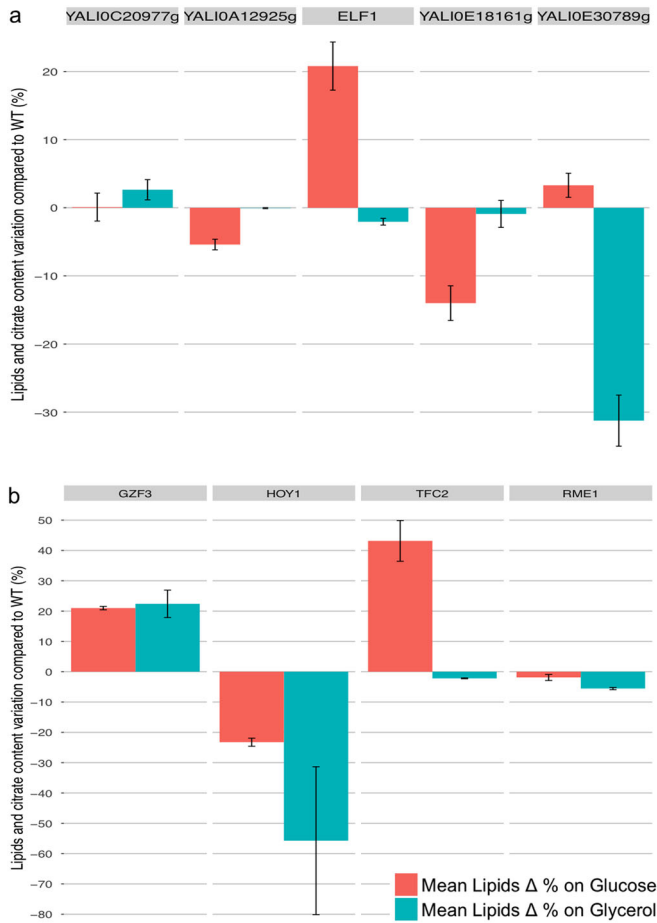 a
YALI0C20977g YALI0A12925g ELF1 YALI0E18161g YALI0E30789g
Lipids and citrate content variation compared to WT (%)
20
10
0
−10
−20
−30
b
GZF3 HOY1 TFC2 RME1
Lipids and citrate content variation compared to WT (%)
50
40
30
20
10
0
−10
−20
−30
−40
−50
−60
−70
−80
Mean Lipids Δ % on Glucose
Mean Lipids Δ % on Glycerol